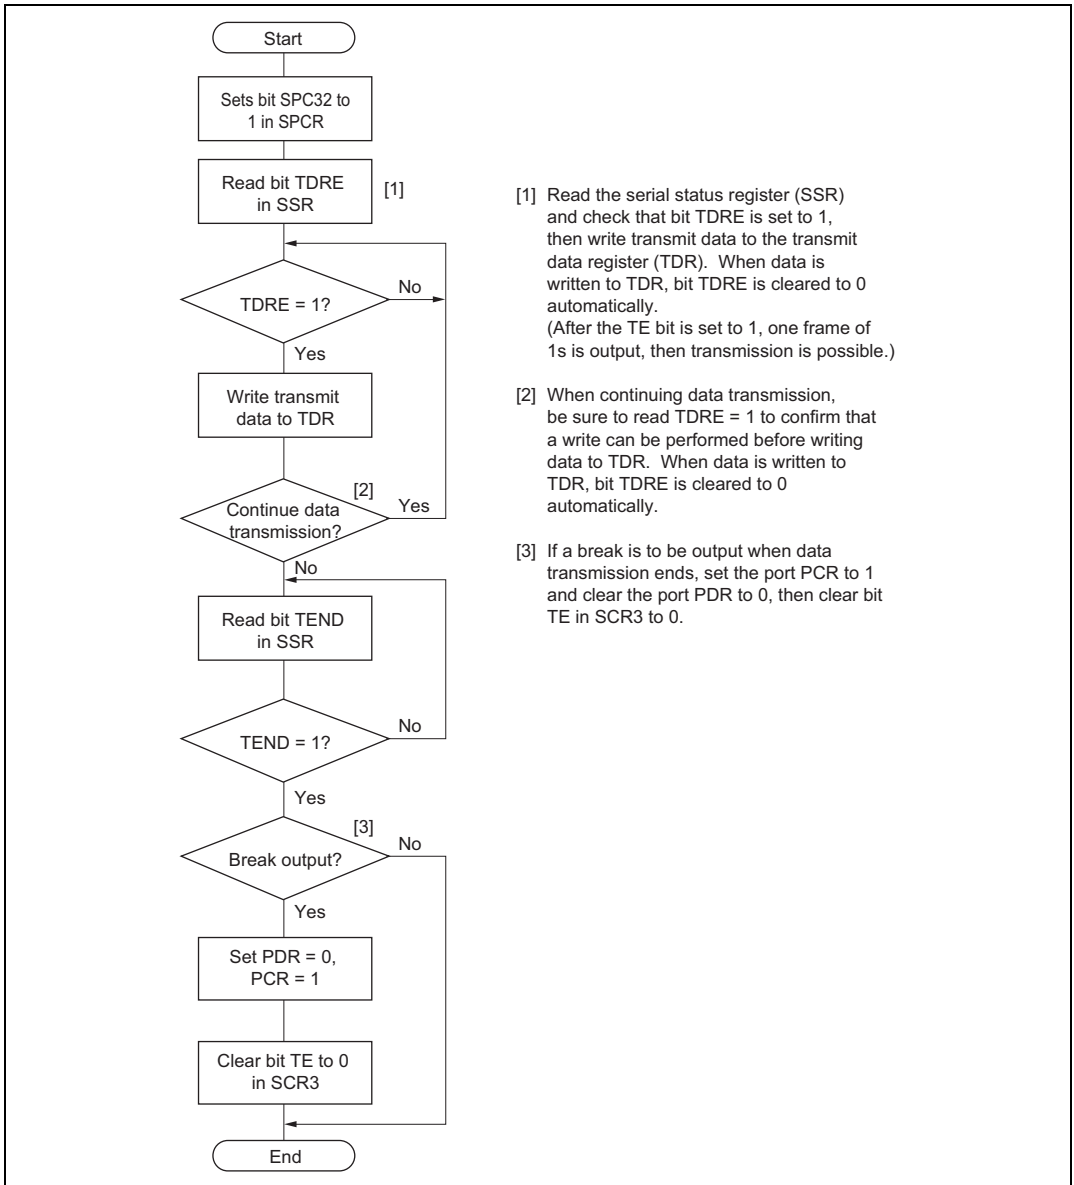 Start
Sets bit SPC32 to
1 in SPCR
Read bit TDRE
in SSR
[1]
TDRE = 1?
No
Yes
Write transmit
data to TDR
[2]
Continue data
transmission?
Yes
No
Read bit TEND
in SSR
TEND = 1?
No
Yes
[3]
Break output?
No
Yes
Set PDR = 0,
PCR = 1
Clear bit TE to 0
in SCR3
End
[1] Read the serial status register (SSR)
and check that bit TDRE is set to 1,
then write transmit data to the transmit
data register (TDR). When data is
written to TDR, bit TDRE is cleared to 0
automatically.
(After the TE bit is set to 1, one frame of
1s is output, then transmission is possible.)
[2] When continuing data transmission,
be sure to read TDRE = 1 to confirm that
a write can be performed before writing
data to TDR. When data is written to
TDR, bit TDRE is cleared to 0
automatically.
[3] If a break is to be output when data
transmission ends, set the port PCR to 1
and clear the port PDR to 0, then clear bit
TE in SCR3 to 0.